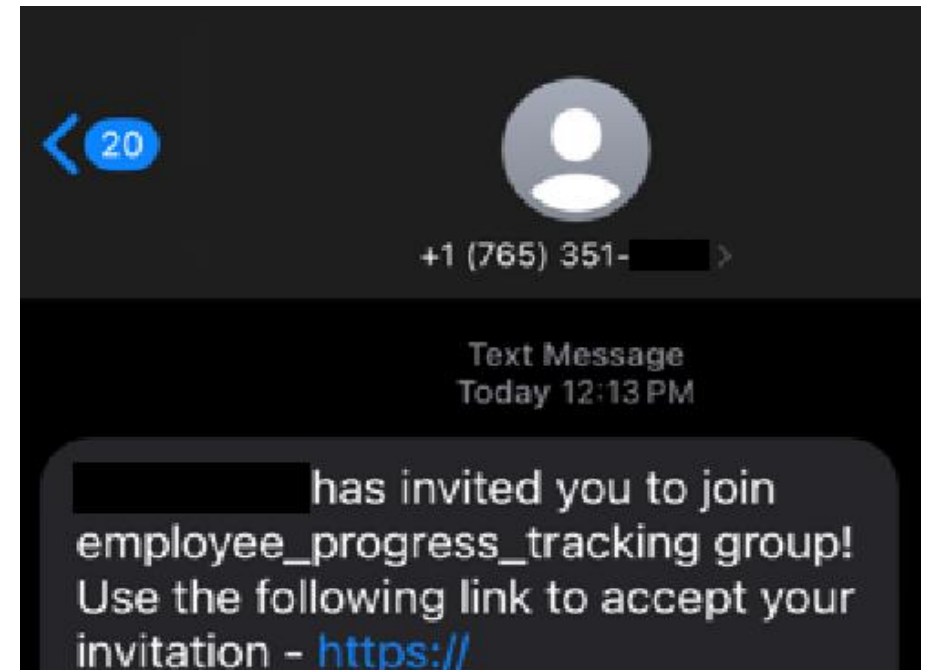 20
+1 (765) 351-
Text Message
Today 12:13 PM
has invited you to join
employee_progress_tracking group!
Use the following link to accept your
invitation - https://